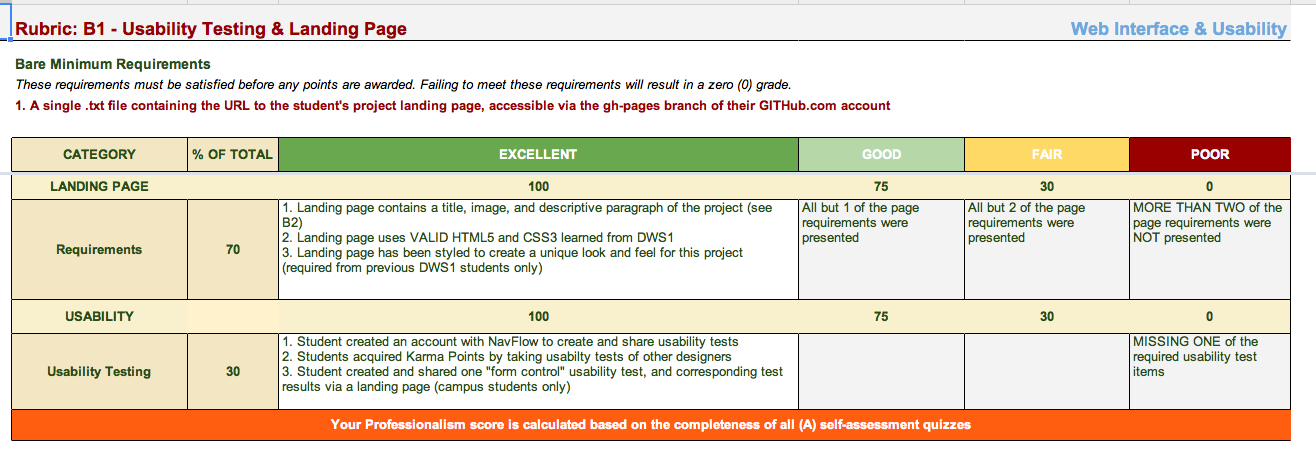 Rubric: B1 - Usability Testing & Landing Page
Web Interface & Usability
Bare Minimum Requirements
These requirements must be satisfied before any points are awarded. Failing to meet these requirements will result in a zero (0) grade.
1. A single .txt file containing the URL to the student's project landing page, accessible via the gh-pages branch of their GITHub.com account
CATEGORY
% OF TOTAL
EXCELLENT
GOOD
FAIR
POOR
LANDING PAGE
100
75
30
0
Requirements
70
1. Landing page contains a title, image, and descriptive paragraph of the project (see
B2)
2. Landing page uses VALID HTML5 and CSS3 learned from DWS1
3. Landing page has been styled to create a unique look and feel for this project
(required from previous DWS1 students only)
All but 1 of the page
requirements were
presented
All but 2 of the page
requirements were
presented
MORE THAN TWO of the
page requirements were
NOT presented
USABILITY
100
75
30
0
Usability Testing
30
1. Student created an account with NavFlow to create and share usability tests
2. Students acquired Karma Points by taking usabilty tests of other designers
3. Student created and shared one "form control" usability test, and corresponding test
results via a landing page (campus students only)
MISSING ONE of the
required usability test
items
Your Professionalism score is calculated based on the completeness of all (A) self-assessment quizzes